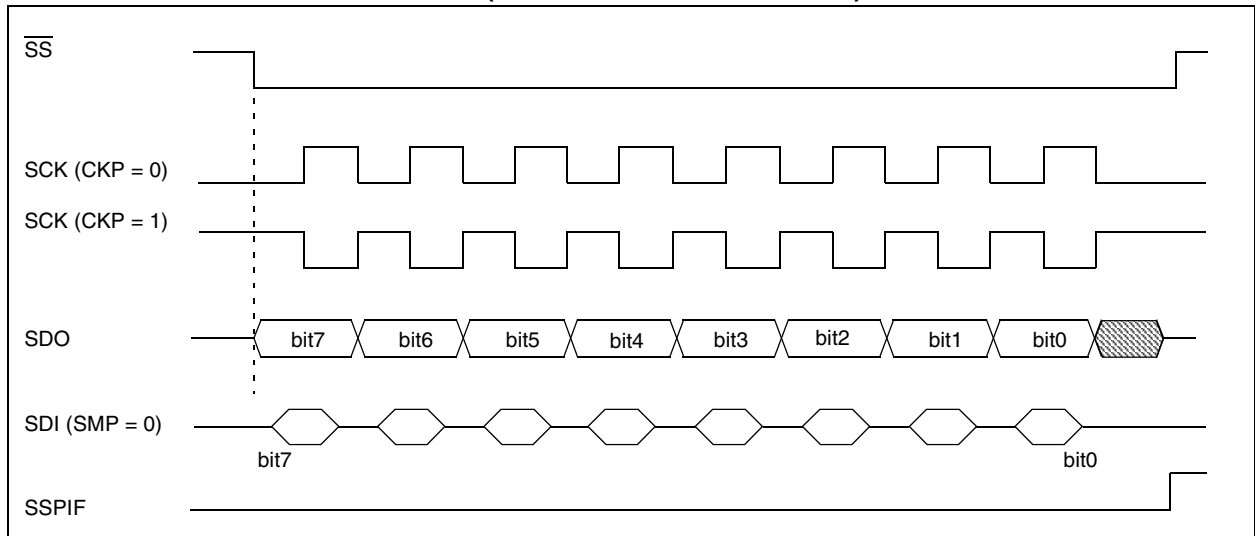 SS
SCK (CKP = 0)
SCK (CKP = 1)
SDO
bit7 bit6 bit5 bit4 bit3 bit2 bit1 bit0
SDI (SMP = 0)
bit7 bit0
SSPIF